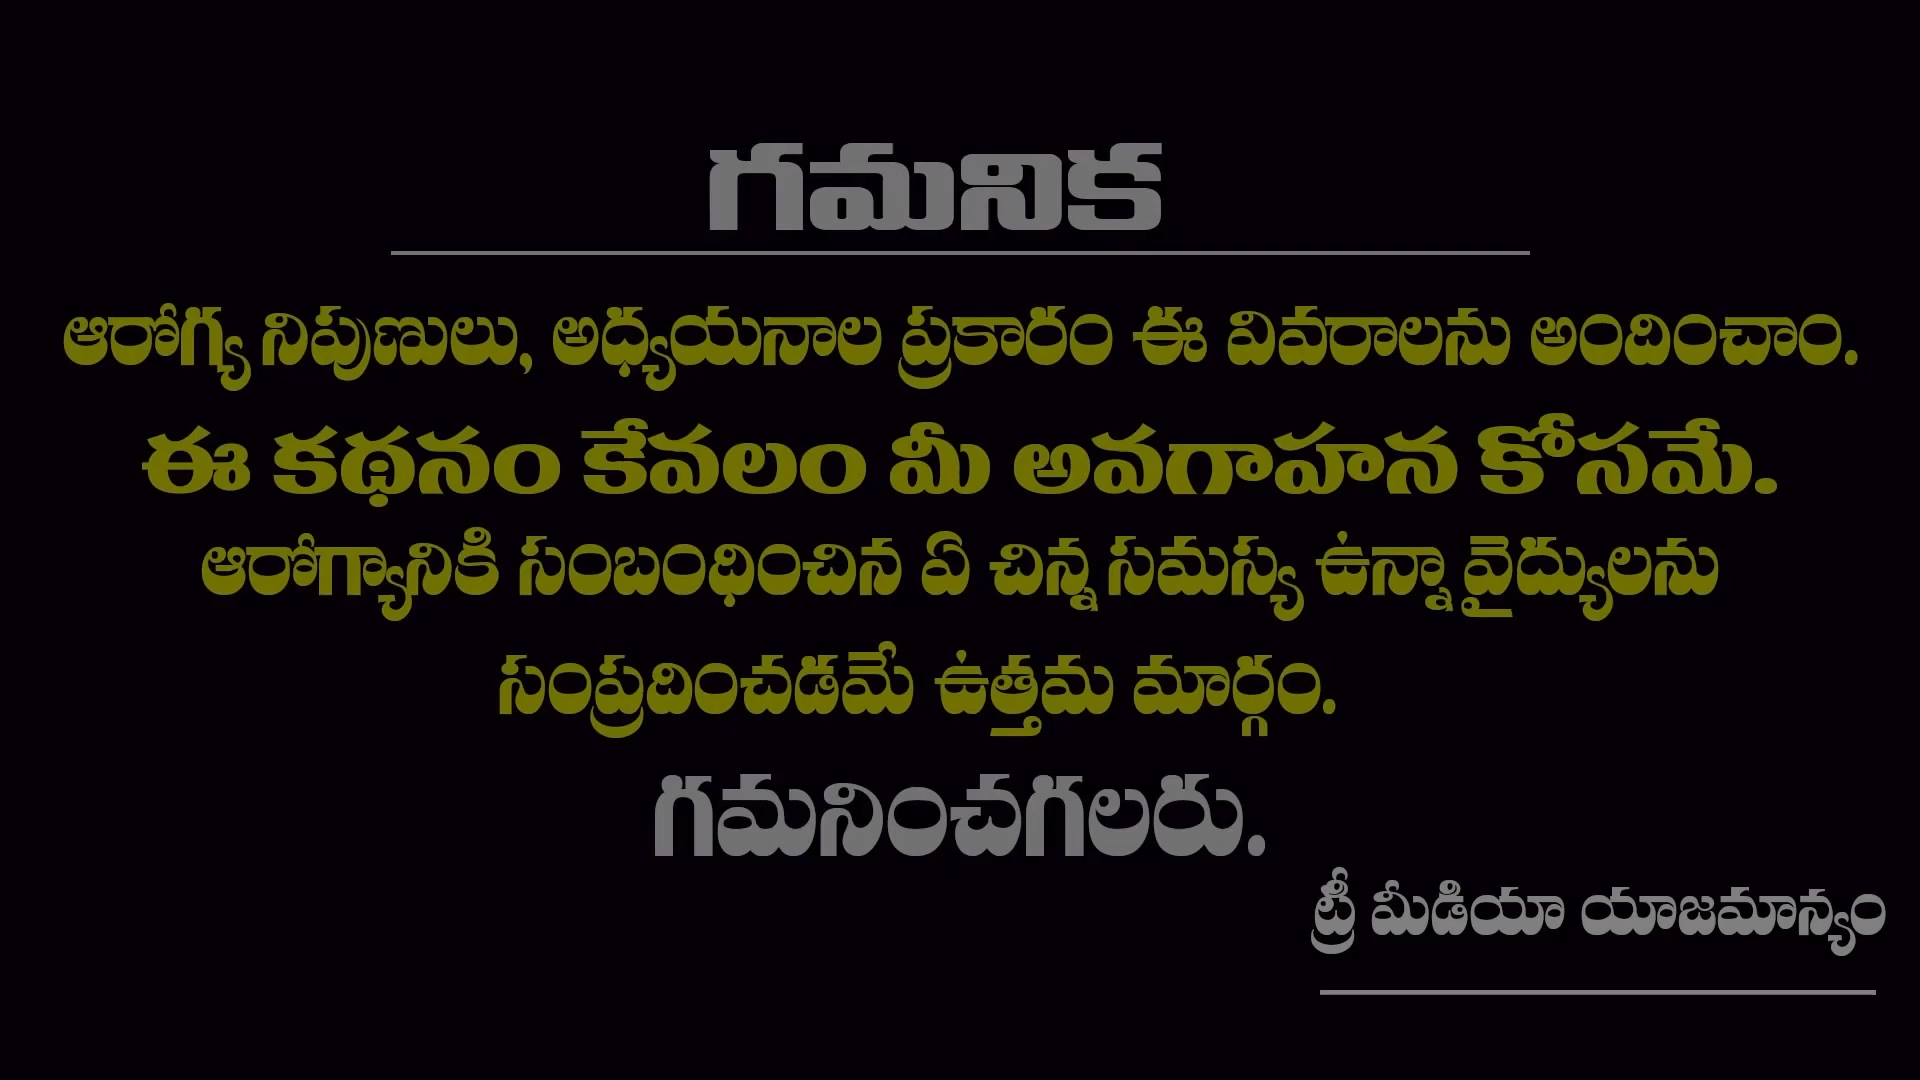 గమనిక
ఆరోగ్య నిపుణులు, అధ్యయనాల ప్రకారం ఈ వివరాలను అందించాం.
ఈ కథనం కేవలం మీ అవగాహన కోసమే.
ఆరోగ్యానికి సంబంధించిన ఏ చిన్న సమస్య ఉన్నా వైద్యులను
సంప్రదించడమే ఉత్తమ మార్గం.
గమనించగలరు.
ట్రీ మీడియా యాజమాన్యం